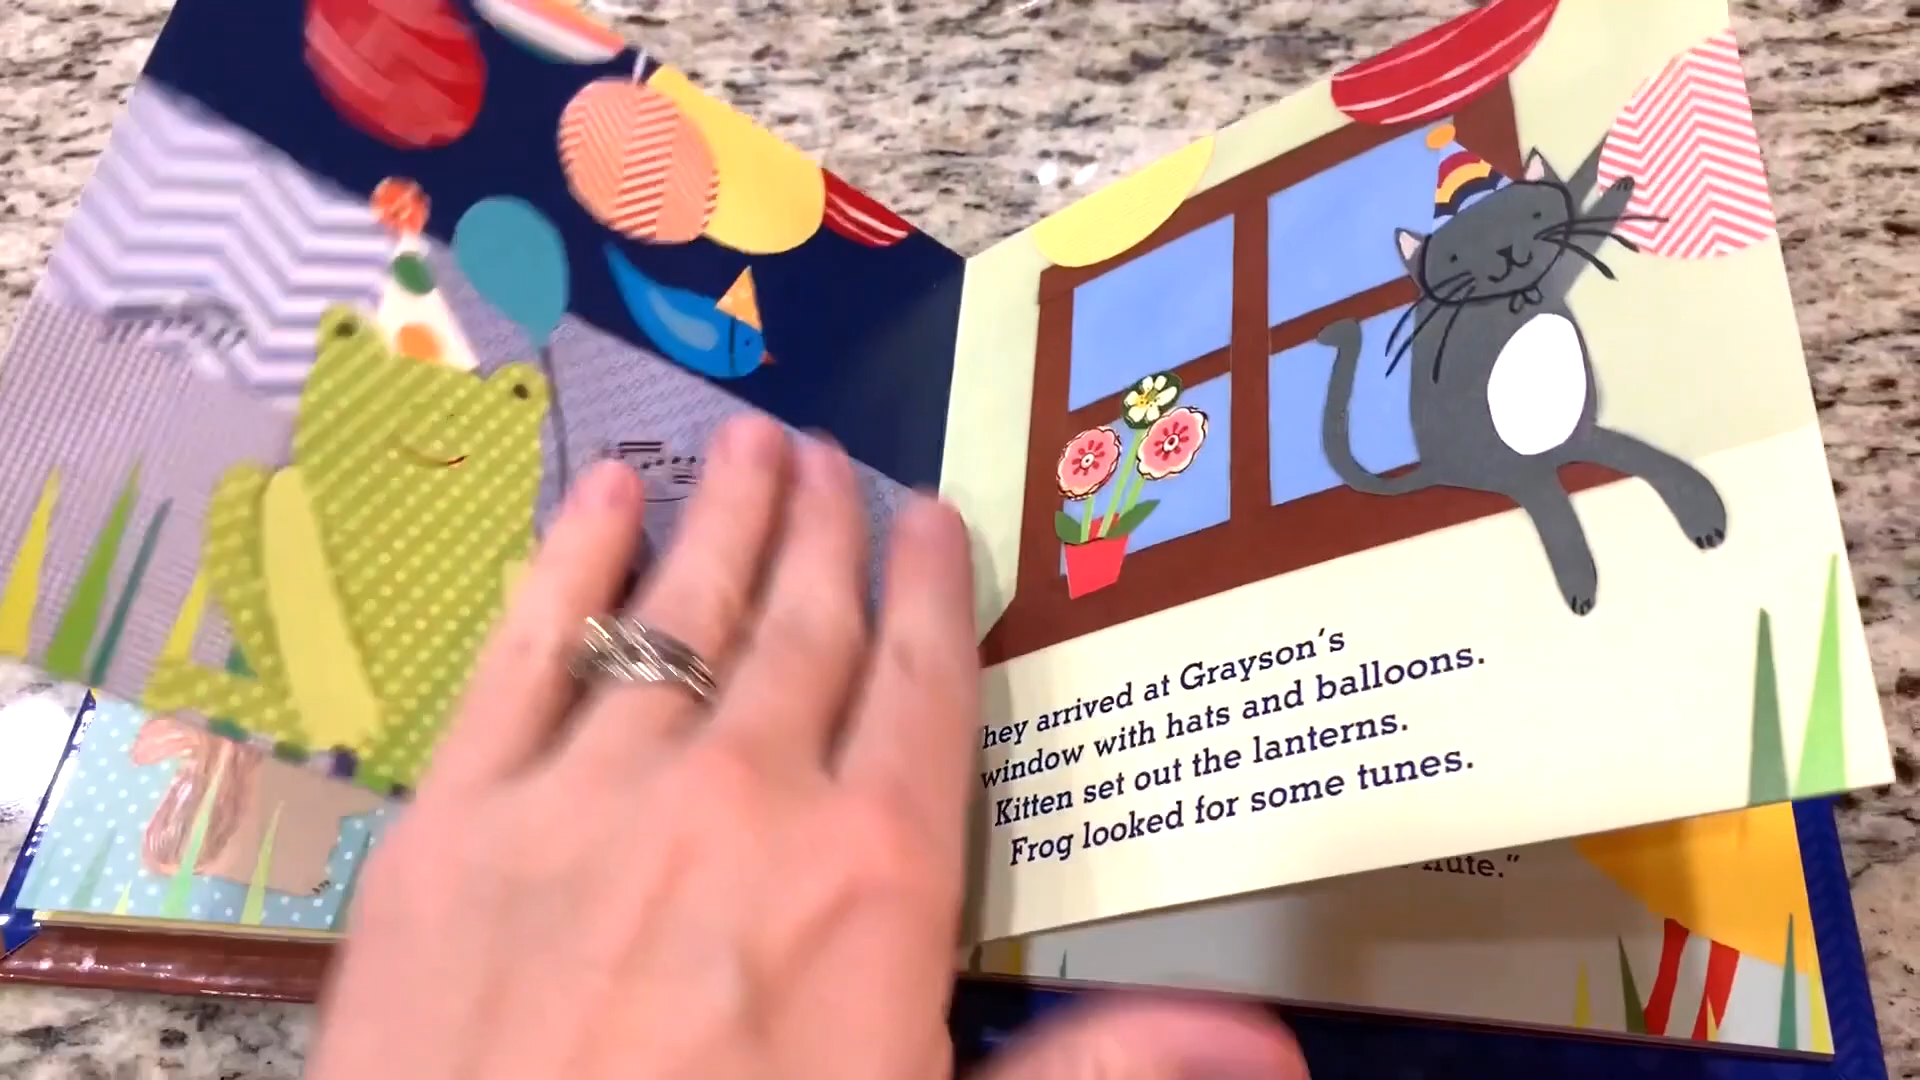 hey arrived at Grayson's
window with hats and balloons.
Kitten set out the lanterns.
Frog looked for some tunes.
flute."